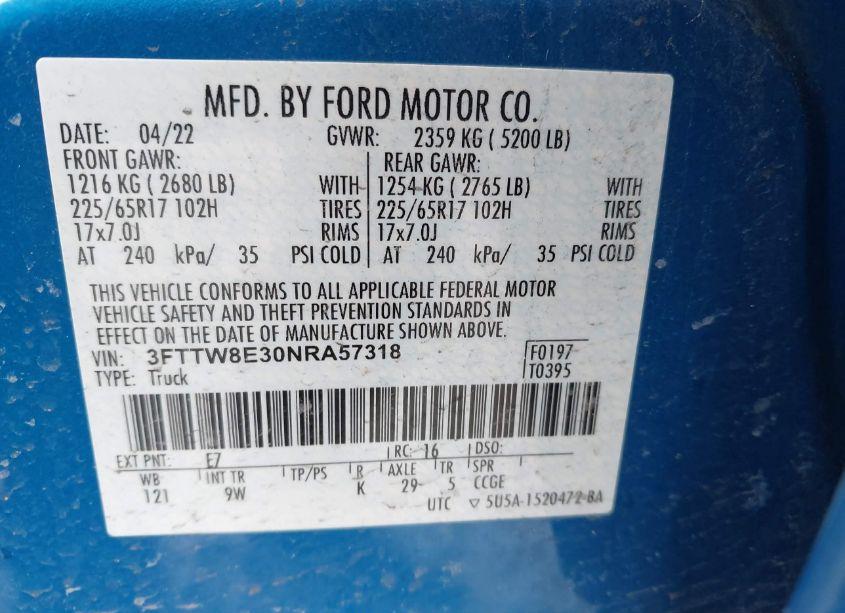 MFD. BY FORD MOTOR CO.
DATE: 04/22 GVWR: 2359 KG ( 5200 LB)
FRONT GAWR: REAR GAWR:
1216 KG ( 2680 LB) WITH 1254 KG ( 2765 LB) WITH
225/65R17 102H TIRES 225/65R17 102H TIRES
17x7.0J RIMS 17x7.0J RIMS
AT 240 kPa/ 35 PSI COLD AT 240 kPa/ 35 PSI COLD
THIS VEHICLE CONFORMS TO ALL APPLICABLE FEDERAL MOTOR
VEHICLE SAFETY AND THEFT PREVENTION STANDARDS IN
EFFECT ON THE DATE OF MANUFACTURE SHOWN ABOVE.
VIN: 3FTTW8E30NRA57318 F0197
TYPE: Truck T0395
EXT PNT: E7 RC: 16 DSO:
WB INT TR TP/PS R AXLE TR SPR
121 9W K 29 5 CCGE
UTC ▽ 5U5A-1520472-BA